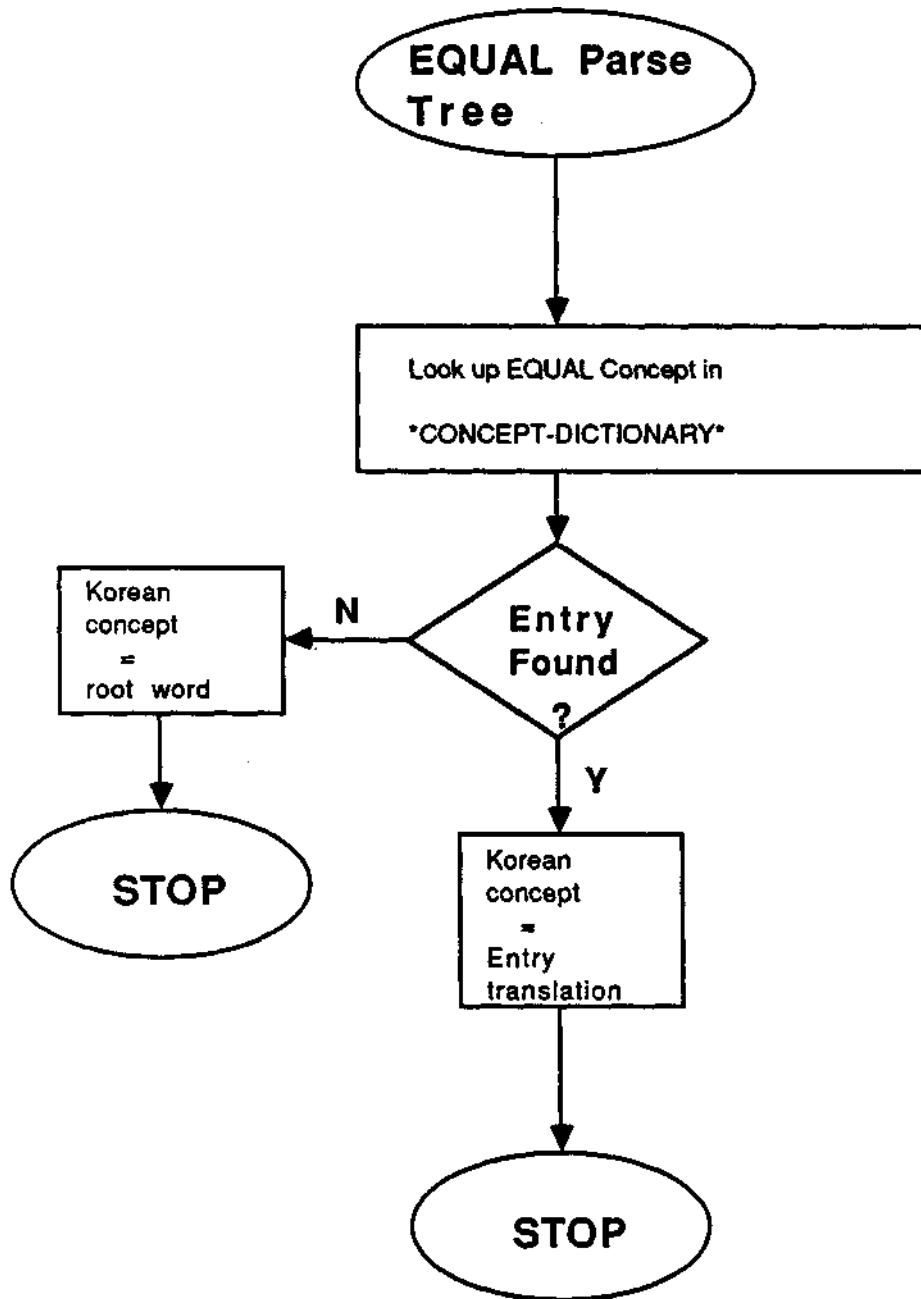 EQUAL Parse
Tree
Look up EQUAL Concept in
*CONCEPT-DICTIONARY*
Entry
Found
?
N
Korean
concept
=
root word
STOP
Y
Korean
concept
=
Entry
translation
STOP